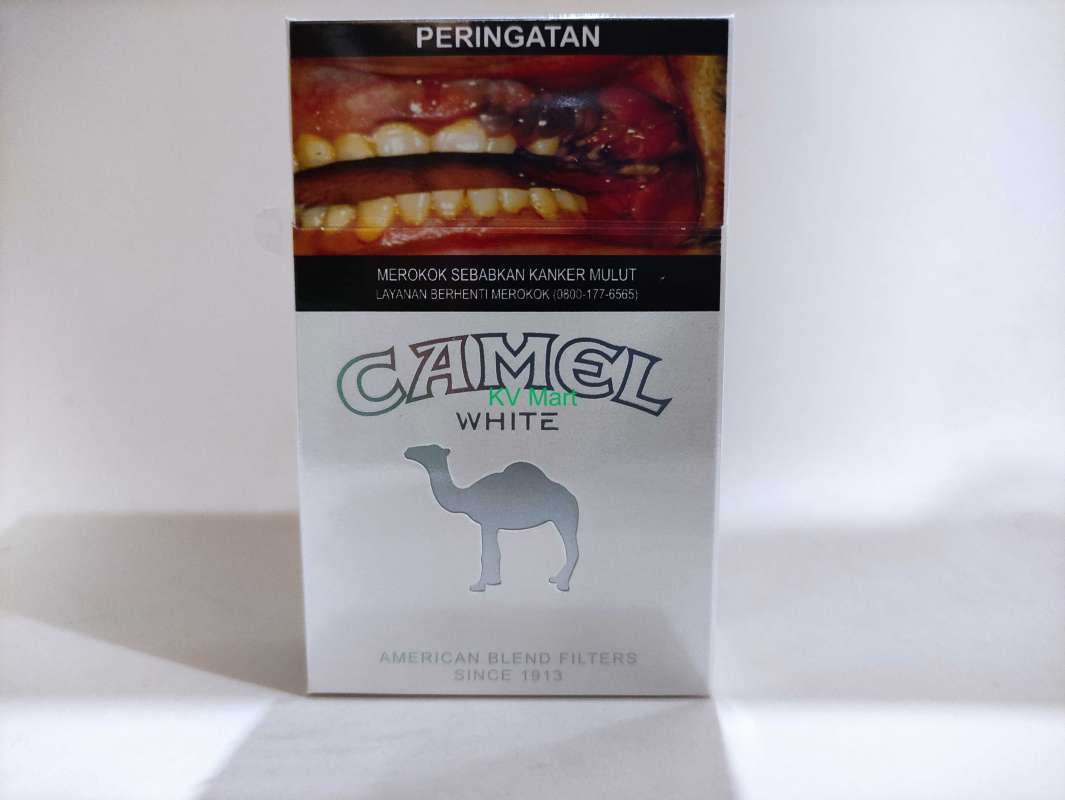 PERINGATAN
MEROKOK SEBABKAN KANKER MULUT
LAYANAN BERHENTI MEROKOK (0800-177-6565)
CAMEL
KV Mart
WHITE
AMERICAN BLEND FILTERS
SINCE 1913